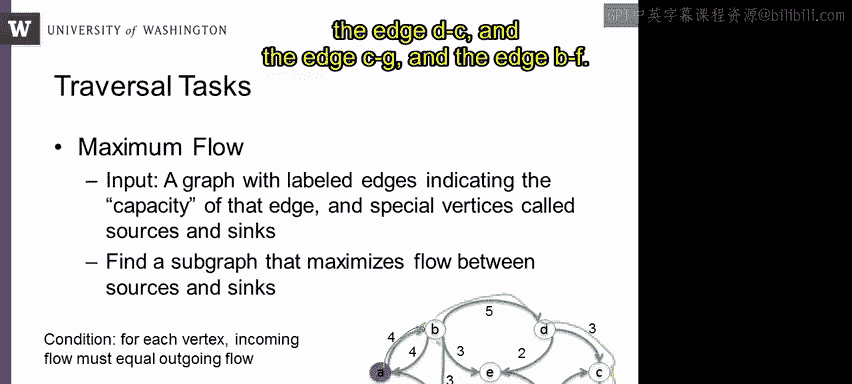 the edge d-c, and
the edge c-g, and the edge b-f.
GPT中英字幕课程资源@bilibili.com
W UNIVERSITY of WASHINGTON
Traversal Tasks
• Maximum Flow
– Input: A graph with labeled edges indicating the
"capacity" of that edge, and special vertices called
sources and sinks
– Find a subgraph that maximizes flow between
sources and sinks
Condition: for each vertex, incoming
flow must equal outgoing flow
5
4 b d 3
4 3 2
a e c
3